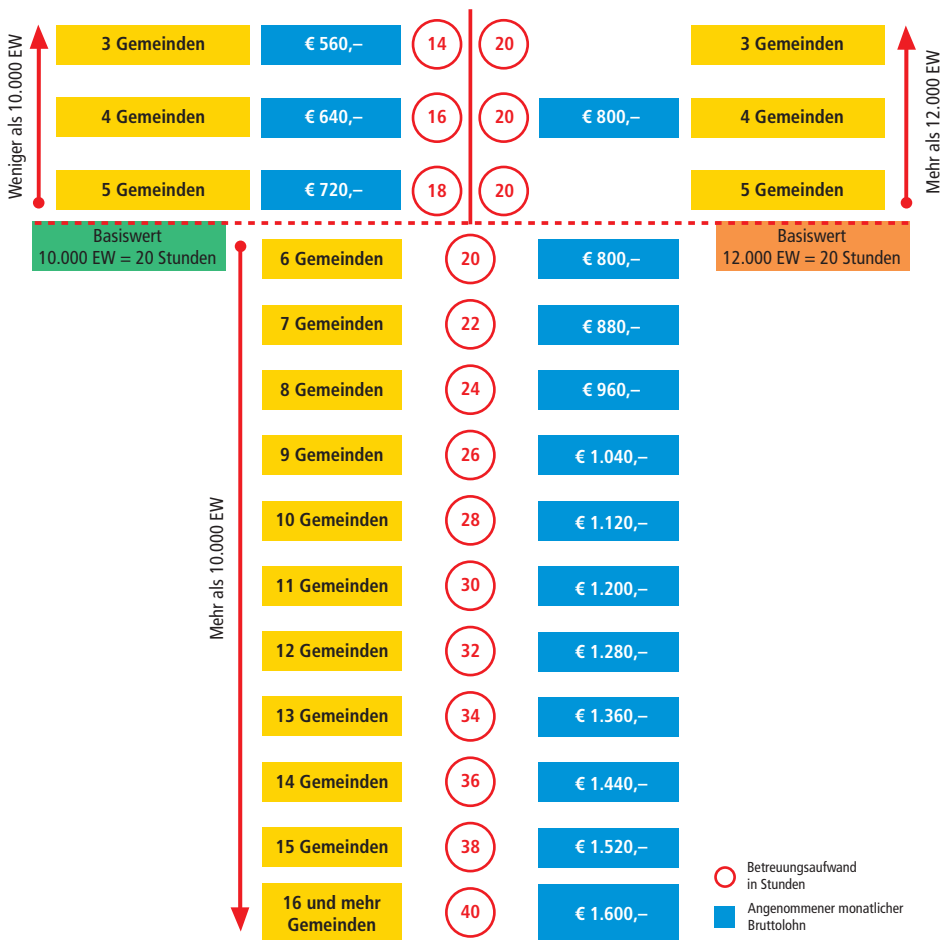 Weniger als 10.000 EW
3 Gemeinden
€ 560,–
14
20
3 Gemeinden
4 Gemeinden
€ 640,–
16
20
€ 800,–
4 Gemeinden
5 Gemeinden
€ 720,–
18
20
5 Gemeinden
Mehr als 12.000 EW
Basiswert
10.000 EW = 20 Stunden
Basiswert
12.000 EW = 20 Stunden
Mehr als 10.000 EW
6 Gemeinden
20
€ 800,–
7 Gemeinden
22
€ 880,–
8 Gemeinden
24
€ 960,–
9 Gemeinden
26
€ 1.040,–
10 Gemeinden
28
€ 1.120,–
11 Gemeinden
30
€ 1.200,–
12 Gemeinden
32
€ 1.280,–
13 Gemeinden
34
€ 1.360,–
14 Gemeinden
36
€ 1.440,–
15 Gemeinden
38
€ 1.520,–
16 und mehr
Gemeinden
40
€ 1.600,–
Betreuungsaufwand
in Stunden
Angenommener monatlicher
Bruttolohn